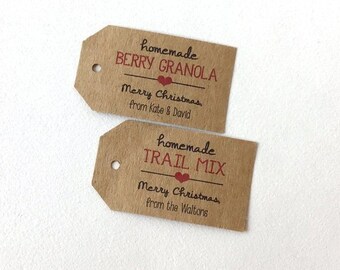 homemade
BERRY GRANOLA
Merry Christmas,
from Kate & David
homemade
TRAIL MIX
Merry Christmas,
from the Waltons